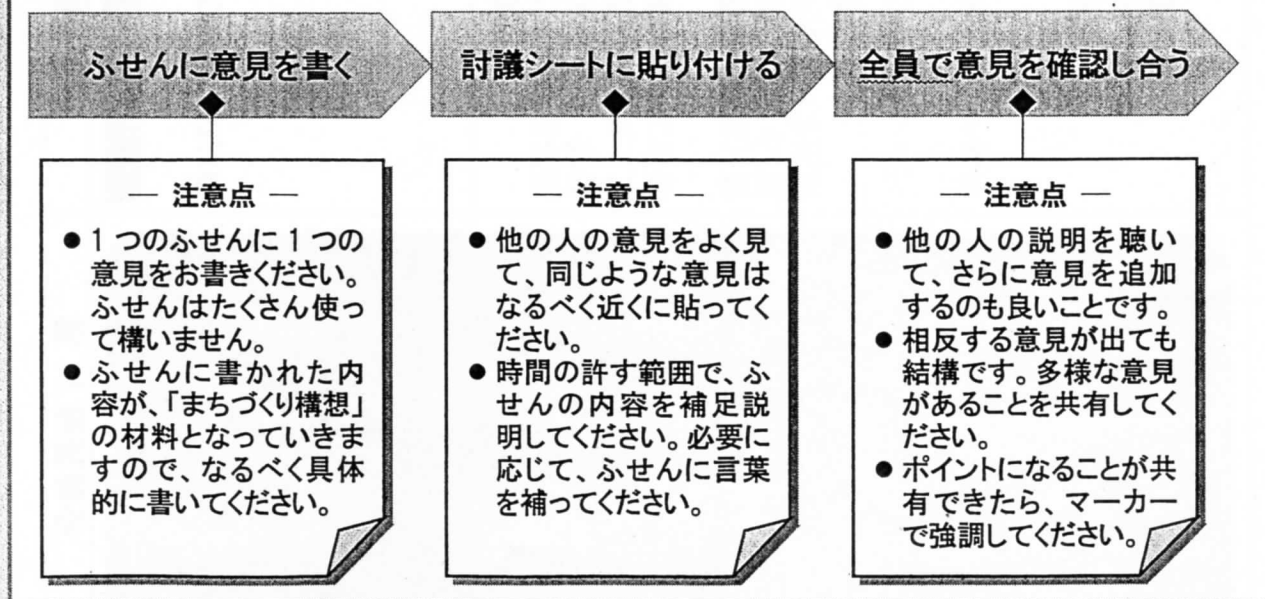 ふせんに意見を書く
討議シートに貼り付ける
全員で意見を確認し合う
― 注意点 ―
● 1 つのふせんに 1 つの
意見をお書きください。
ふせんはたくさん使っ
て構いません。
● ふせんに書かれた内
容が、「まちづくり構想」
の材料となっていきま
すので、なるべく具体
的に書いてください。
― 注意点 ―
● 他の人の意見をよく見
て、同じような意見は
なるべく近くに貼ってく
ださい。
● 時間の許す範囲で、ふ
せんの内容を補足説
明してください。必要に
応じて、ふせんに言葉
を補ってください。
― 注意点 ―
● 他の人の説明を聴い
て、さらに意見を追加
するのも良いことです。
● 相反する意見が出ても
結構です。多様な意見
があることを共有してく
ださい。
● ポイントになることが共
有できたら、マーカー
で強調してください。